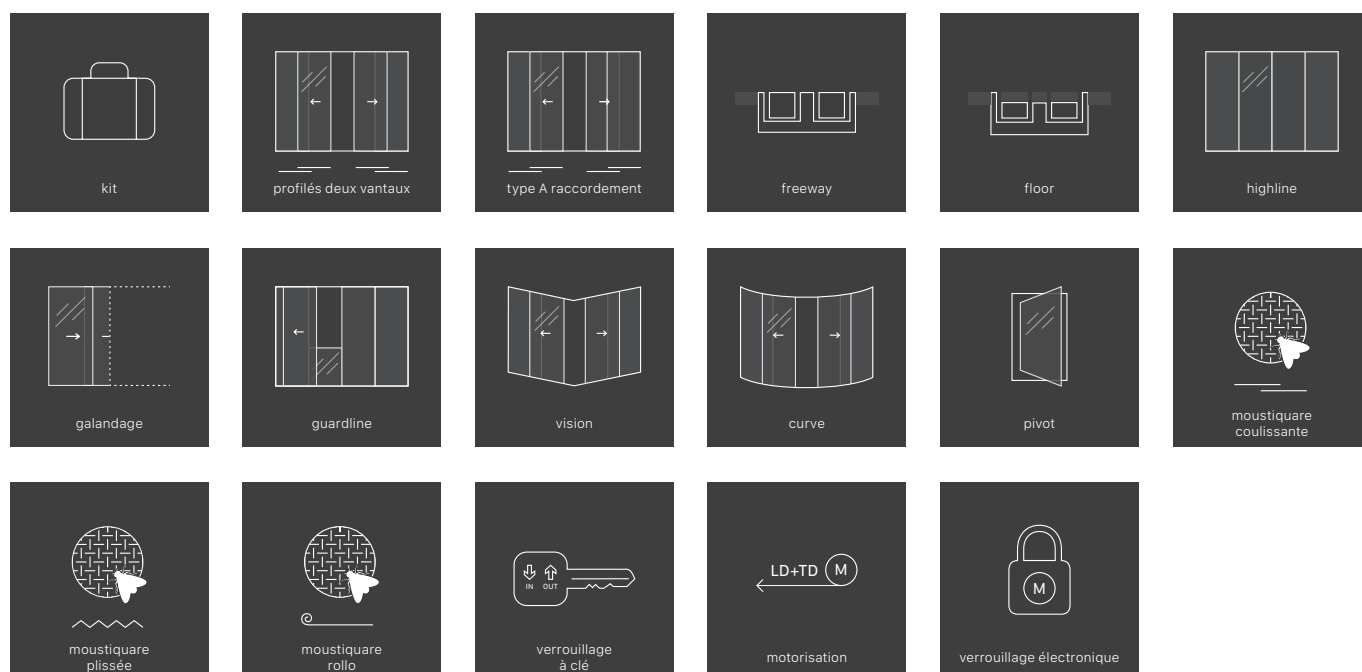 kit
profilés deux vantaux
type A raccordement
freeway
floor
highline
galandage
guardline
vision
curve
pivot
moustiquare
coulissante
moustiquare
plissée
moustiquare
rollo
IN OUT
verrouillage
à clé
LD+TD M
motorisation
M
verrouillage électronique